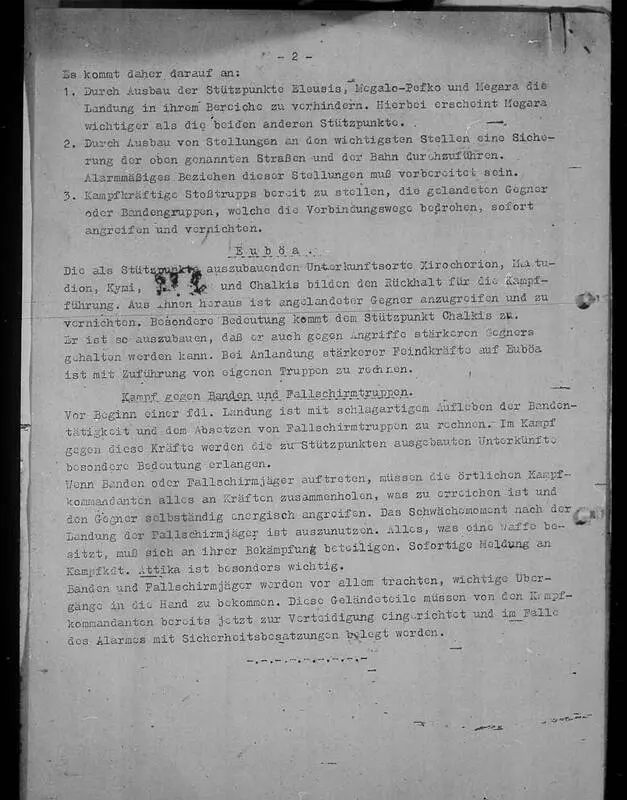 - 2 -
Es kommt daher darauf an:
1. Durch Ausbau der Stützpunkte Eleusis, Megalo-Pefko und Megara die
Landung in ihrem Bereiche zu verhindern. Hierbei erscheint Megara
wichtiger als die beiden anderen Stützpunkte.
2. Durch Ausbau von Stellungen an den wichtigsten Stellen eine Siche-
rung der oben genannten Straßen und der Bahn durchzuführen.
Alarmmäßiges Beziehen dieser Stellungen muß vorbereitet sein.
3. Kampfkräftige Stoßtrupps bereit zu stellen, die gelandeten Gegner
oder Bandengruppen, welche die Verbindungswege bedrohen, sofort
angreifen und vernichten.
Euböa.
Die als Stützpunkte auszubauenden Unterkunftsorte Xirochorion,
dion, Kymi, und Chalkis bilden den Rückhalt für die Kampf-
führung. Aus ihnen heraus ist angelandeter Gegner anzugreifen und zu
vernichten. Besondere Bedeutung kommt dem Stützpunkt Chalkis zu.
Er ist so auszubauen, daß er auch gegen Angriffe stärkeren Gegners
gehalten werden kann. Bei Anlandung stärkerer Feindkräfte auf Euböa
ist mit Zuführung von eigenen Truppen zu rechnen.
Kampf gegen Banden und Fallschirmtruppen.
Vor Beginn einer fdl. Landung ist mit schlagartigem Aufleben der Banden-
tätigkeit und dem Absetzen von Fallschirmtruppen zu rechnen. Im Kampf
gegen diese Kräfte werden die zu Stützpunkten ausgebauten Unterkünfte
besondere Bedeutung erlangen.
Wenn Banden oder Fallschirmjäger auftreten, müssen die örtlichen Kampf-
kommandanten alles an Kräften zusammenholen, was zu erreichen ist und
den Gegner selbständig energisch angreifen. Das Schwächemoment nach der
Landung der Fallschirmjäger ist auszunutzen. Alles, was eine Waffe be-
sitzt, muß sich an ihrer Bekämpfung beteiligen. Sofortige Meldung an
Kampfkdt. Attika ist besonders wichtig.
Banden und Fallschirmjäger werden vor allem trachten, wichtige Über-
gänge in die Hand zu bekommen. Diese Geländeteile müssen von den Kampf-
kommandanten bereits jetzt zur Verteidigung eingerichtet und im Falle
des Alarmes mit Sicherheitsbesatzungen belegt werden.
-.-.-.-.-.-.-.-.-